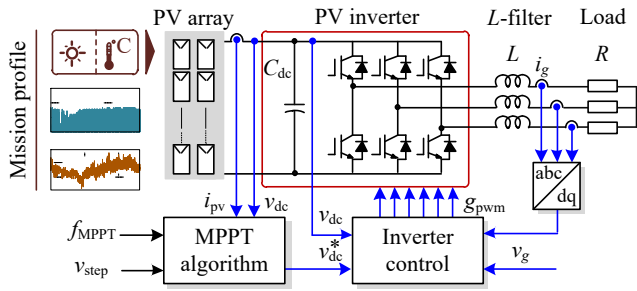 PV array
PV inverter
L-filter
Load
°C
Mission profile
C_dc
L
i_g
R
abc
dq
i_pv
v_dc
v_dc
g_pwm
f_MPPT
MPPT
algorithm
v*_dc
Inverter
control
v_step
v_g